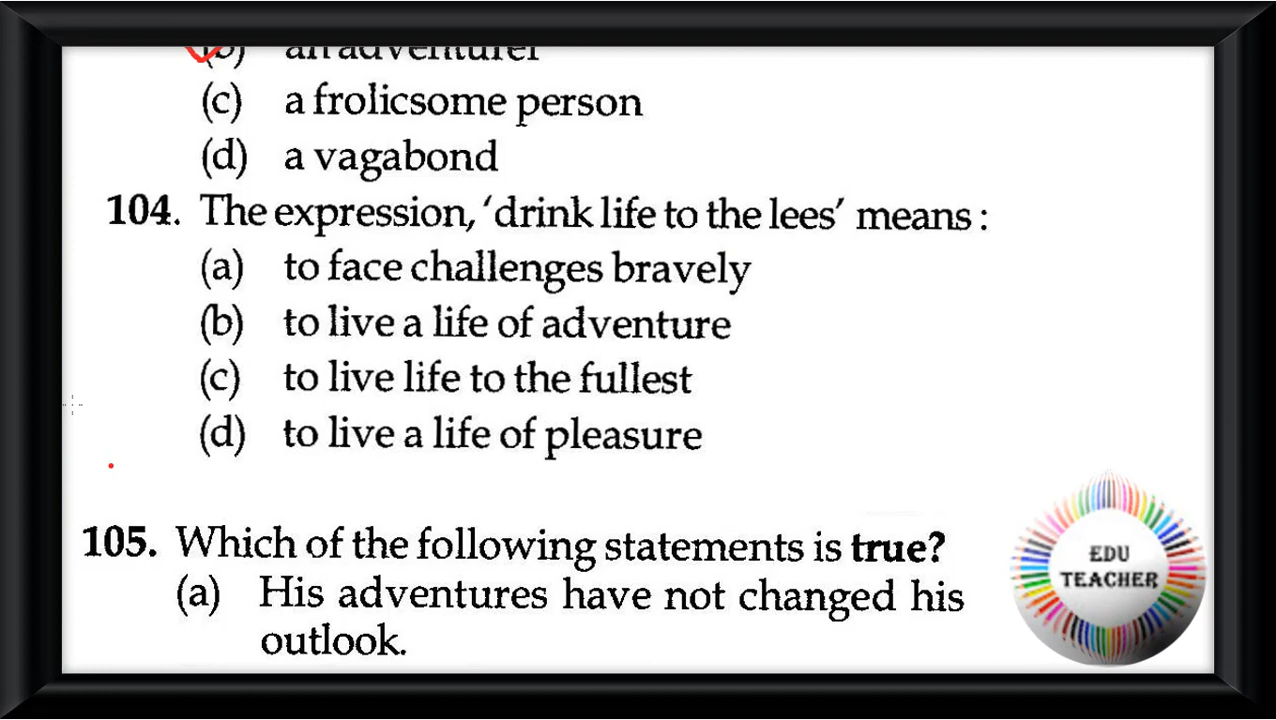 (b) an adventurer
(c) a frolicsome person
(d) a vagabond
104. The expression, ‘drink life to the lees’ means :
(a) to face challenges bravely
(b) to live a life of adventure
(c) to live life to the fullest
(d) to live a life of pleasure
105. Which of the following statements is true?
(a) His adventures have not changed his
outlook.
EDU
TEACHER